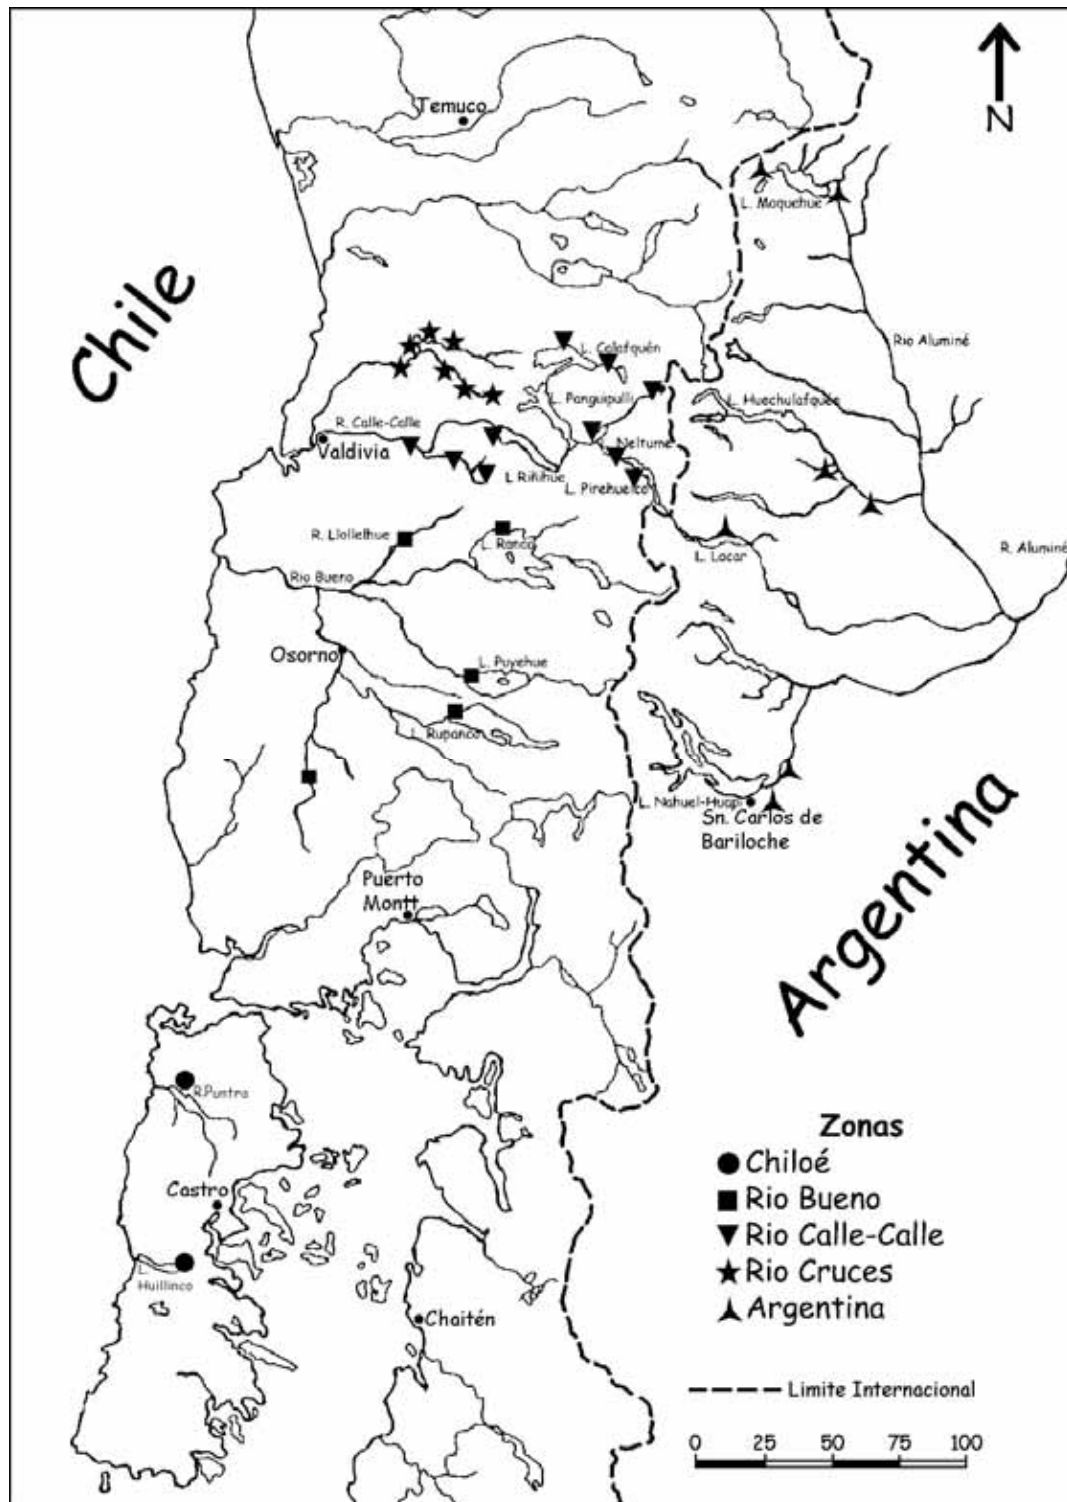 Temuco
N
L. Moquehue
Chile
L. Calafquén
Rio Aluminé
L. Panguipulli
L. Huechulafquén
R. Calle-Calle
Valdivia
Neltume
L Riñihue
L. Pirehueico
R. Llollelhue
L. Ranco
L. Lacar
R. Aluminé
Rio Bueno
Osorno
L. Puyehue
L. Rupanco
L. Nahuel-Huapi
Sn. Carlos de
Bariloche
Argentina
Puerto
Montt
R.Puntra
Castro
L.
Huillinco
Chaitén
Zonas
Chiloé
Rio Bueno
Rio Calle-Calle
Rio Cruces
Argentina
Limite Internacional
0 25 50 75 100